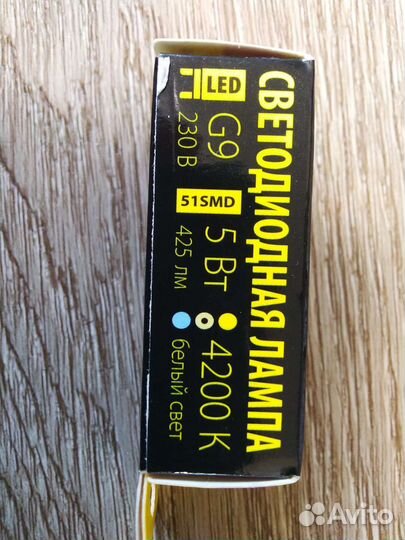 СВЕТОДИОДНАЯ ЛАМПА
LED
G9
230 В
51SMD
5 Вт
425 лм
4200 К
белый свет
Avito